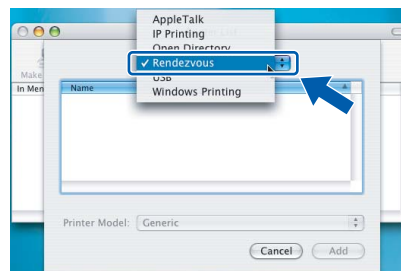 AppleTalk
IP Printing
Open Directory
✓ Rendezvous
USB
Windows Printing
Make
In Men
Name
Printer Model:
Generic
Cancel
Add